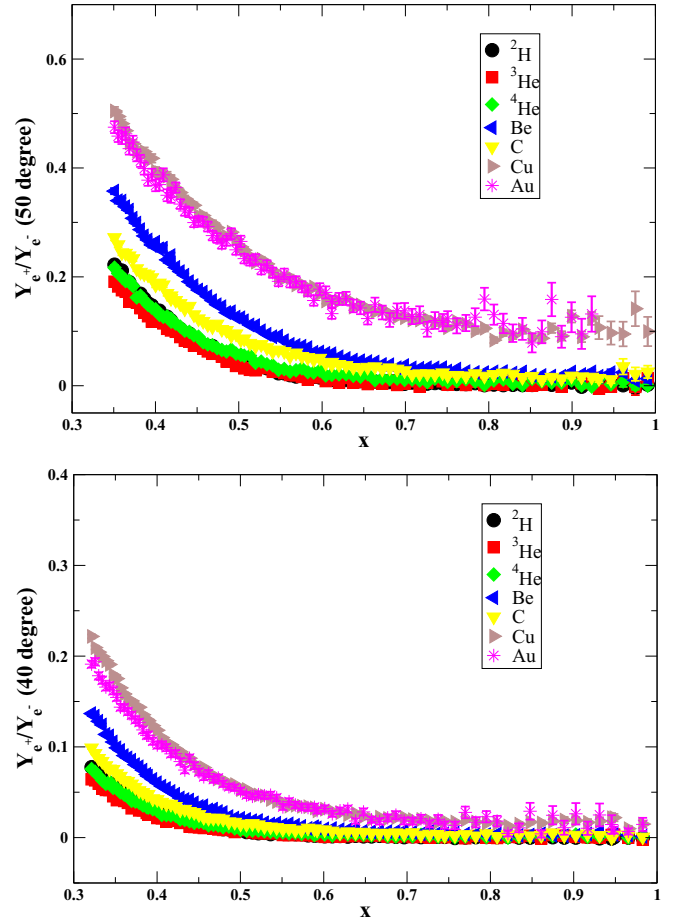 0.6
0.4
0.2
0
Y_e⁺/Y_e⁻ (50 degree)
²H
³He
⁴He
Be
C
Cu
Au
0.3 0.4 0.5 0.6 0.7 0.8 0.9 1
x
0.4
0.3
0.2
0.1
0
Y_e⁺/Y_e⁻ (40 degree)
²H
³He
⁴He
Be
C
Cu
Au
0.3 0.4 0.5 0.6 0.7 0.8 0.9 1
x